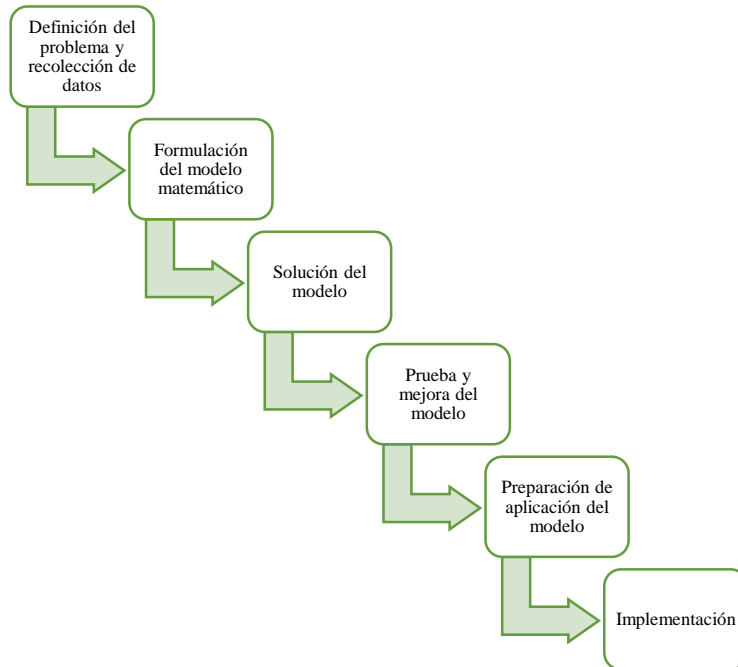 Definición del
problema y
recolección de
datos
Formulación
del modelo
matemático
Solución del
modelo
Prueba y
mejora del
modelo
Preparación de
aplicación del
modelo
Implementación